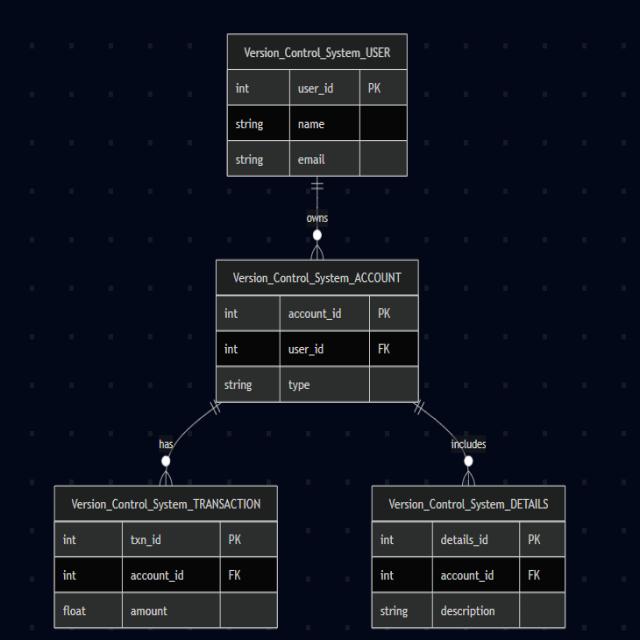 Version_Control_System_USER
int user_id PK
string name
string email
owns
Version_Control_System_ACCOUNT
int account_id PK
int user_id FK
string type
has
includes
Version_Control_System_TRANSACTION
int txn_id PK
int account_id FK
float amount
Version_Control_System_DETAILS
int details_id PK
int account_id FK
string description